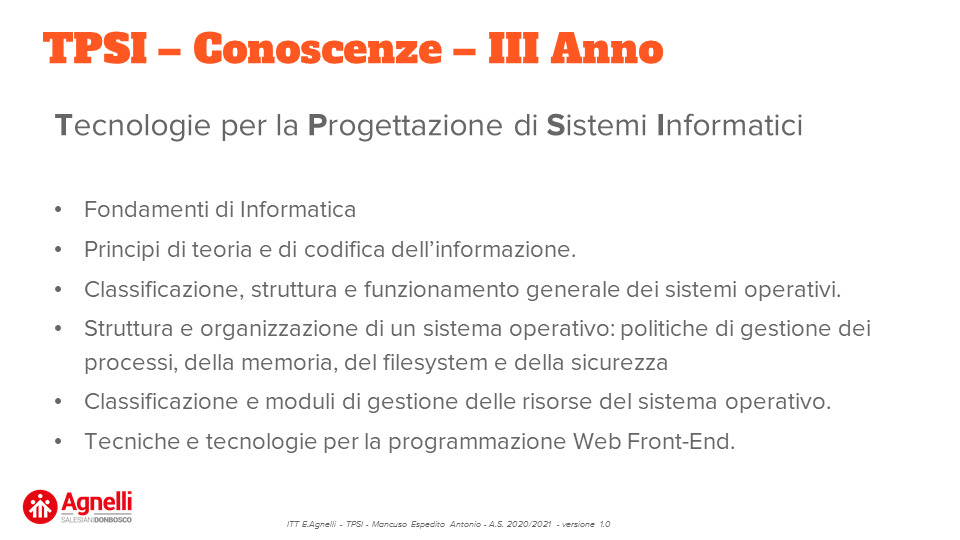 TPSI – Conoscenze – III Anno
Tecnologie per la Progettazione di Sistemi Informatici
• Fondamenti di Informatica
• Principi di teoria e di codifica dell’informazione.
• Classificazione, struttura e funzionamento generale dei sistemi operativi.
• Struttura e organizzazione di un sistema operativo: politiche di gestione dei
processi, della memoria, del filesystem e della sicurezza
• Classificazione e moduli di gestione delle risorse del sistema operativo.
• Tecniche e tecnologie per la programmazione Web Front-End.
Agnelli
SALESIANI DONBOSCO
ITT E.Agnelli - TPSI - Mancuso Espedito Antonio - A.S. 2020/2021 - versione 1.0